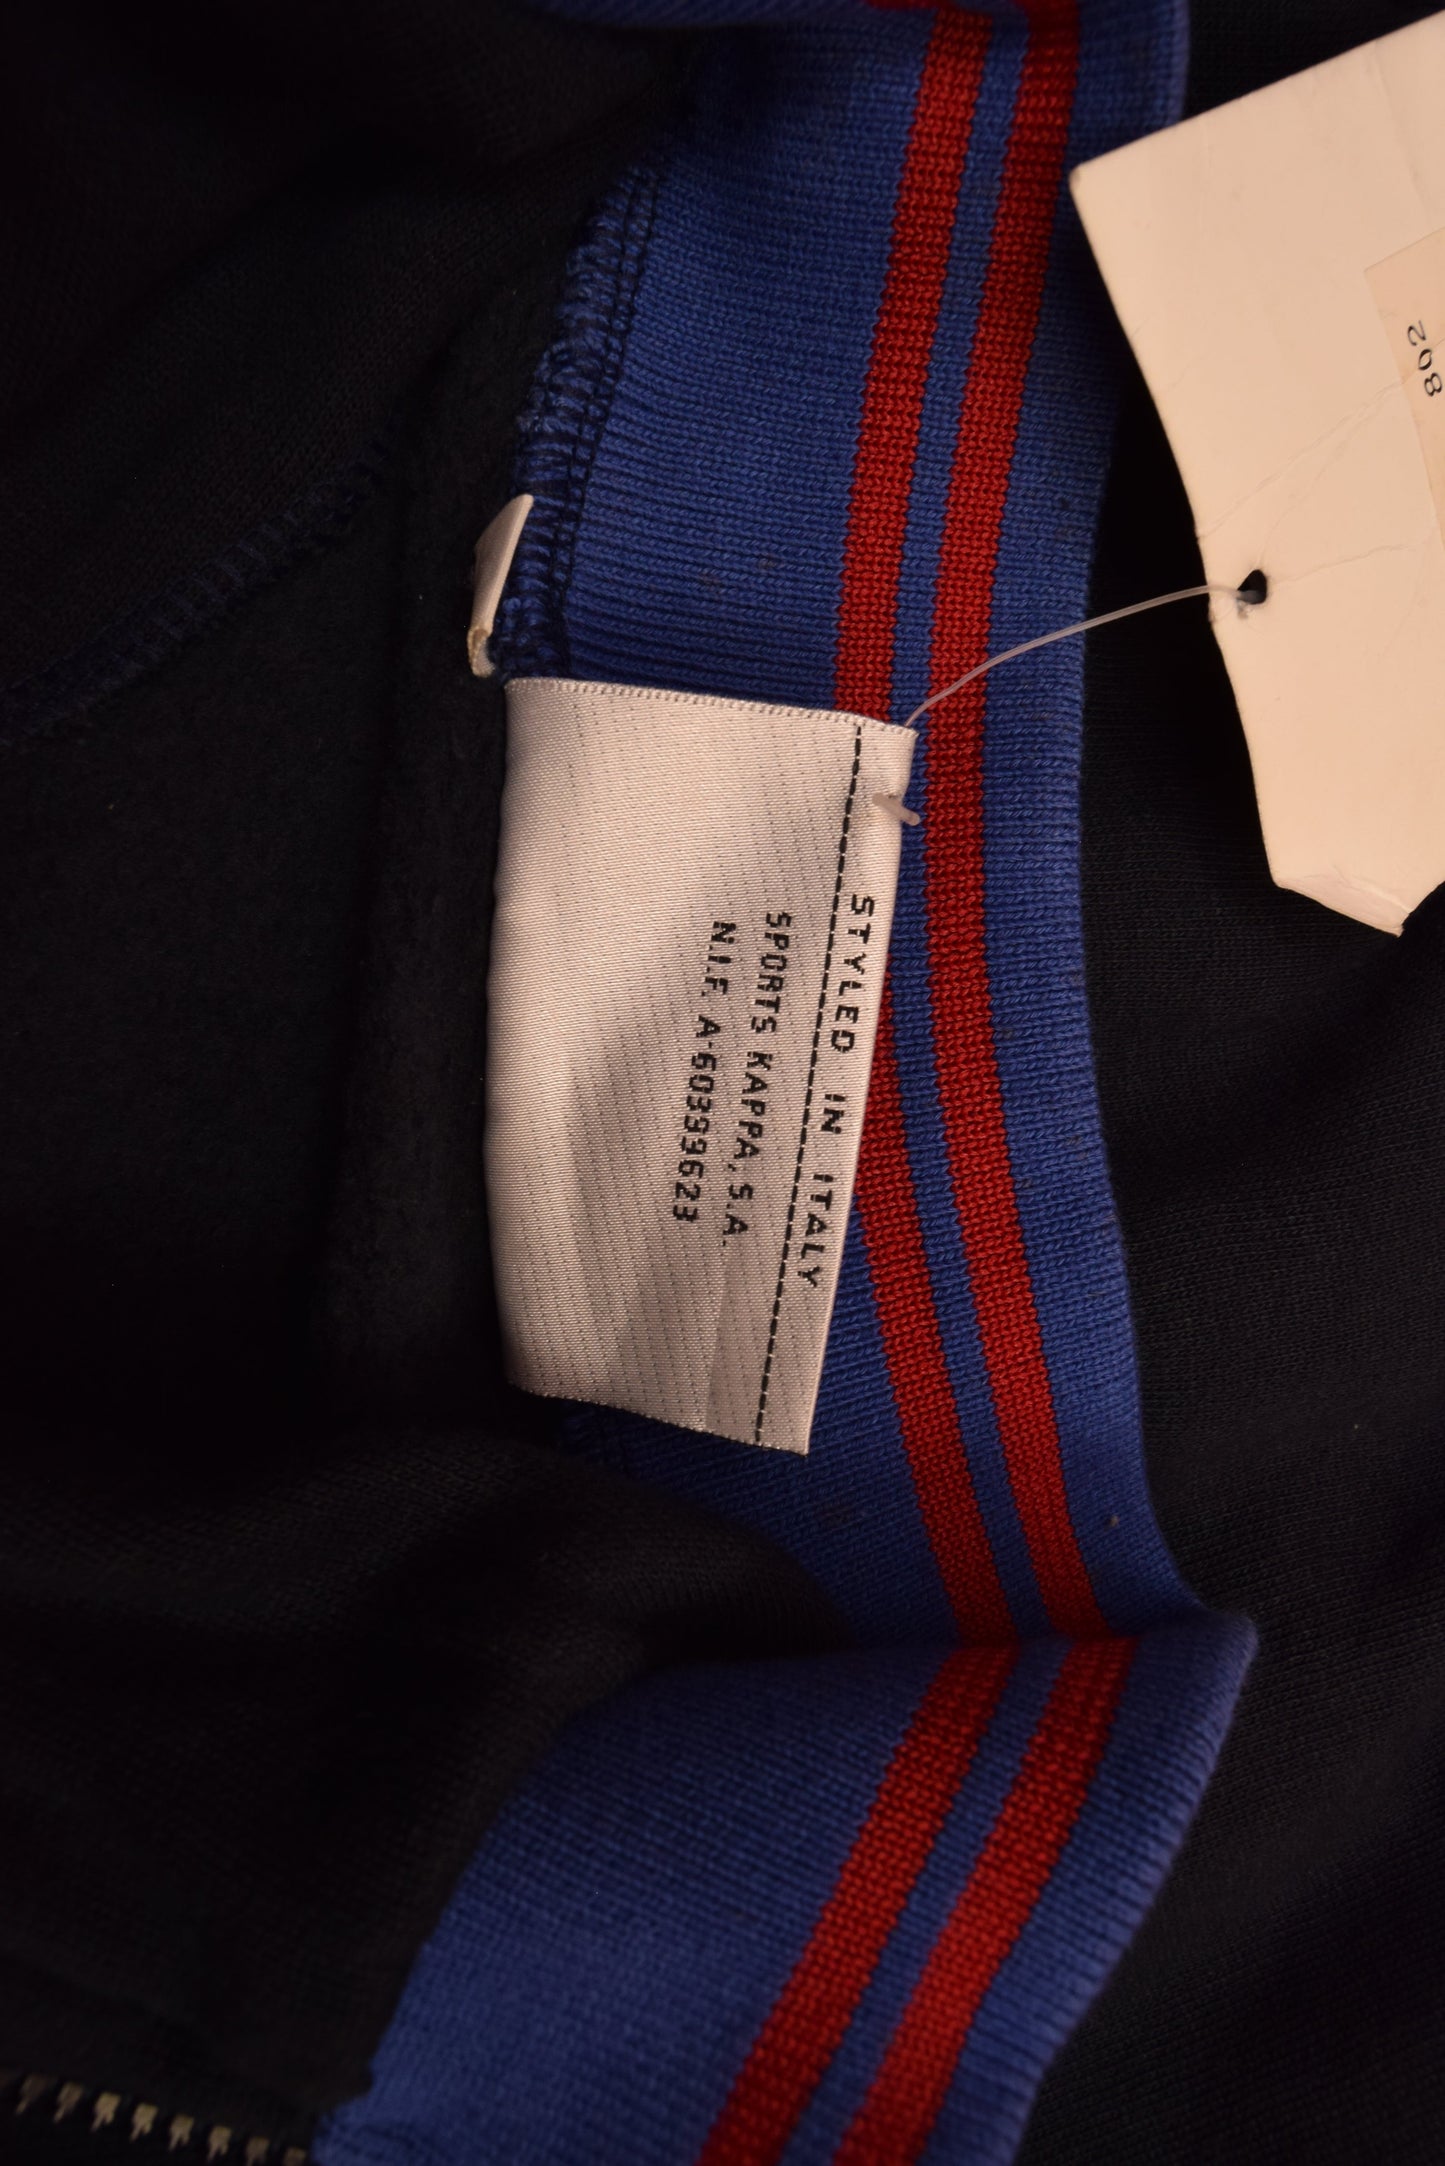 STYLED IN ITALY
SPORTS KAPPA, S.A.
N.I.F. A-60399623
802